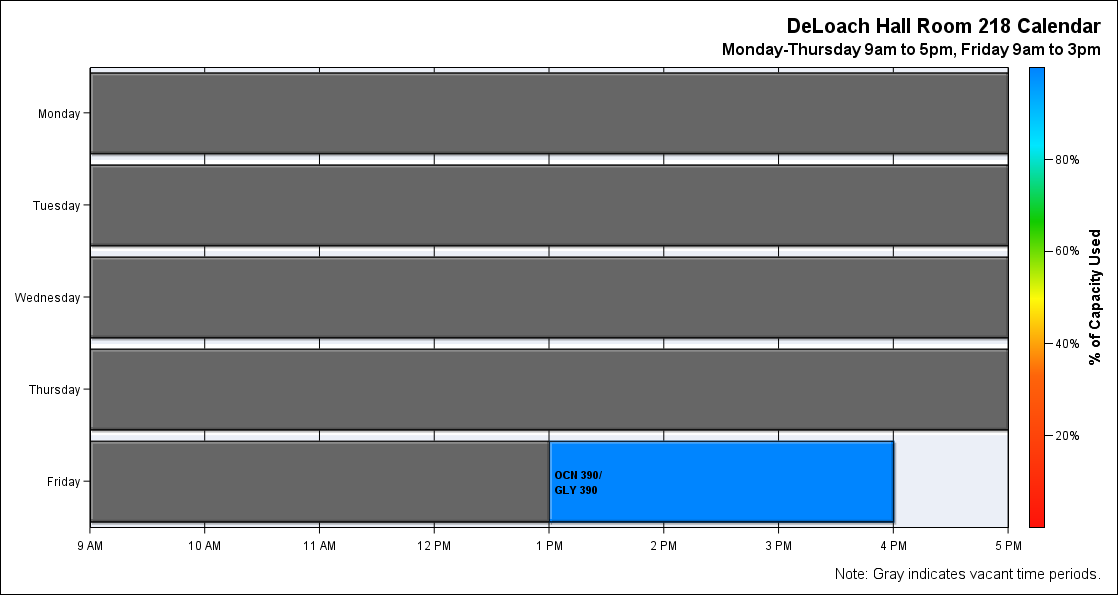 DeLoach Hall Room 218 Calendar
Monday-Thursday 9am to 5pm, Friday 9am to 3pm
Monday
Tuesday
Wednesday
Thursday
Friday
OCN 390/
GLY 390
9 AM
10 AM
11 AM
12 PM
1 PM
2 PM
3 PM
4 PM
5 PM
80%
60%
40%
20%
% of Capacity Used
Note: Gray indicates vacant time periods.